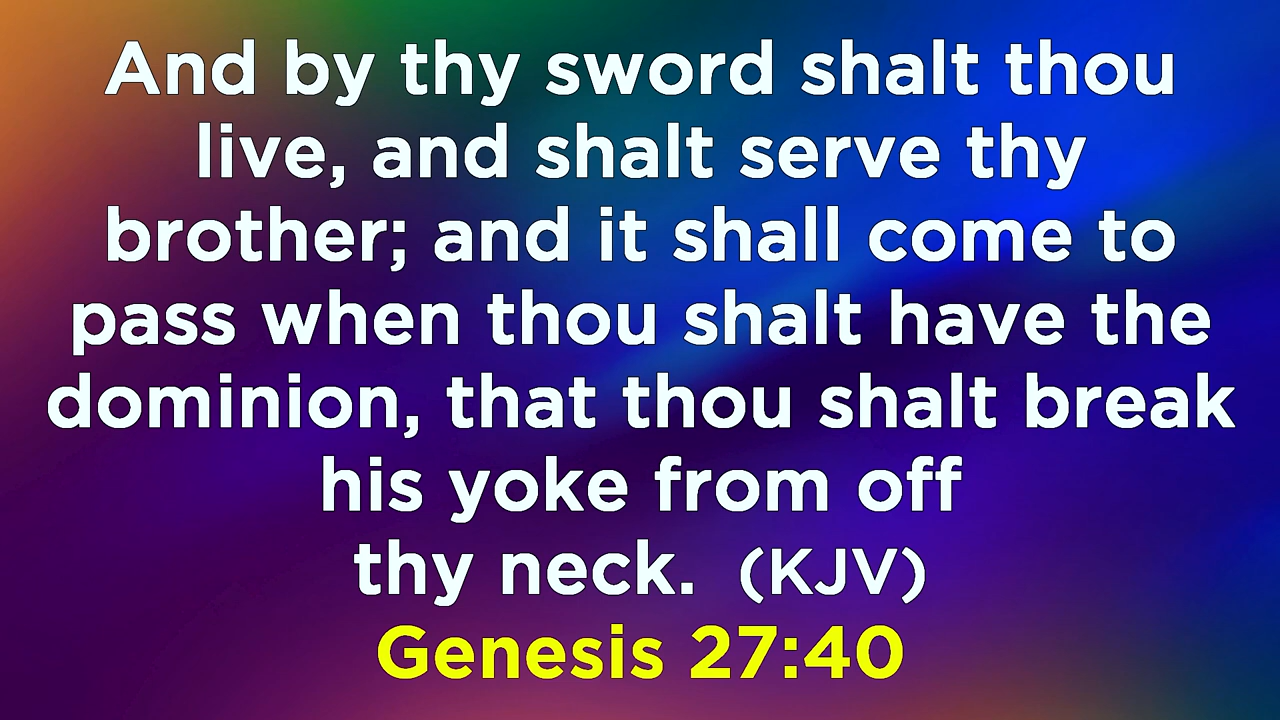 And by thy sword shalt thou
live, and shalt serve thy
brother; and it shall come to
pass when thou shalt have the
dominion, that thou shalt break
his yoke from off
thy neck. (KJV)
Genesis 27:40